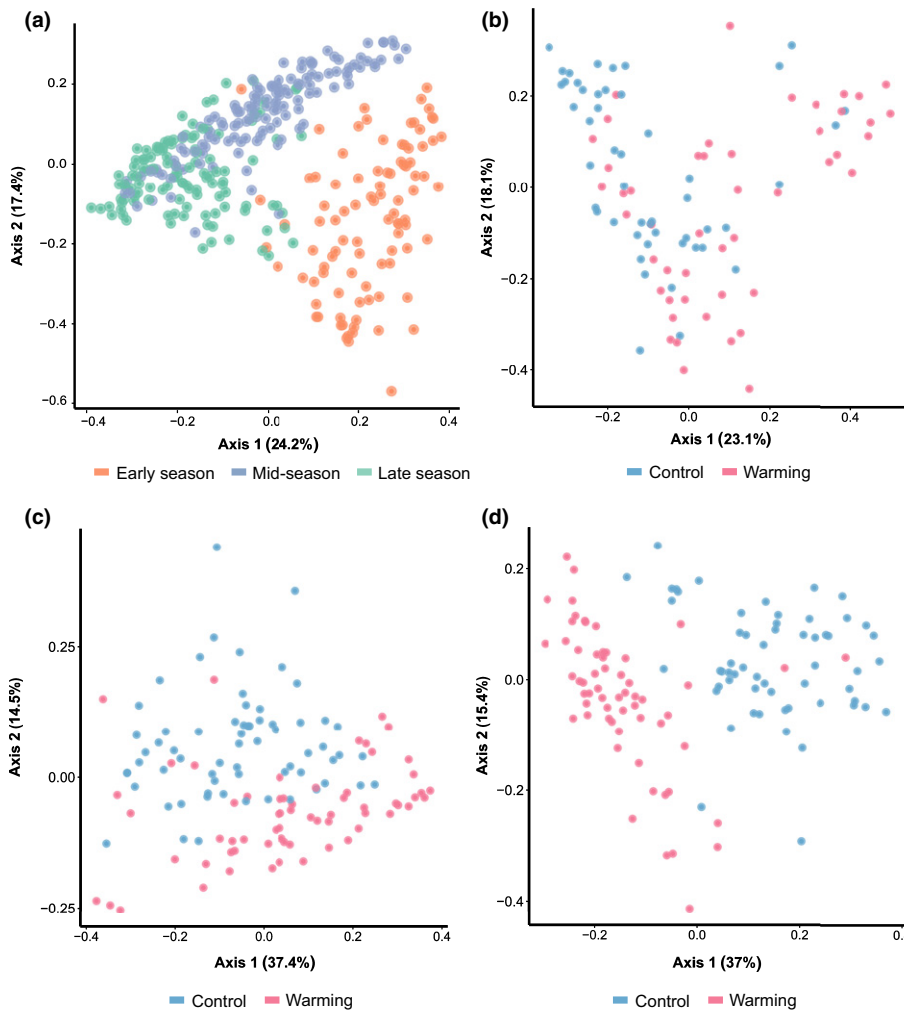 (a)
0.2
0.0
−0.2
−0.4
−0.6
Axis 2 (17.4%)
−0.4 −0.2 0.0 0.2 0.4
Axis 1 (24.2%)
Early season Mid-season Late season
(b)
0.2
0.0
−0.2
−0.4
Axis 2 (18.1%)
−0.2 0.0 0.2 0.4
Axis 1 (23.1%)
Control Warming
(c)
0.25
0.00
−0.25
Axis 2 (14.5%)
−0.4 −0.2 0.0 0.2 0.4
Axis 1 (37.4%)
Control Warming
(d)
0.2
0.0
−0.2
−0.4
Axis 2 (15.4%)
−0.2 0.0 0.2
Axis 1 (37%)
Control Warming